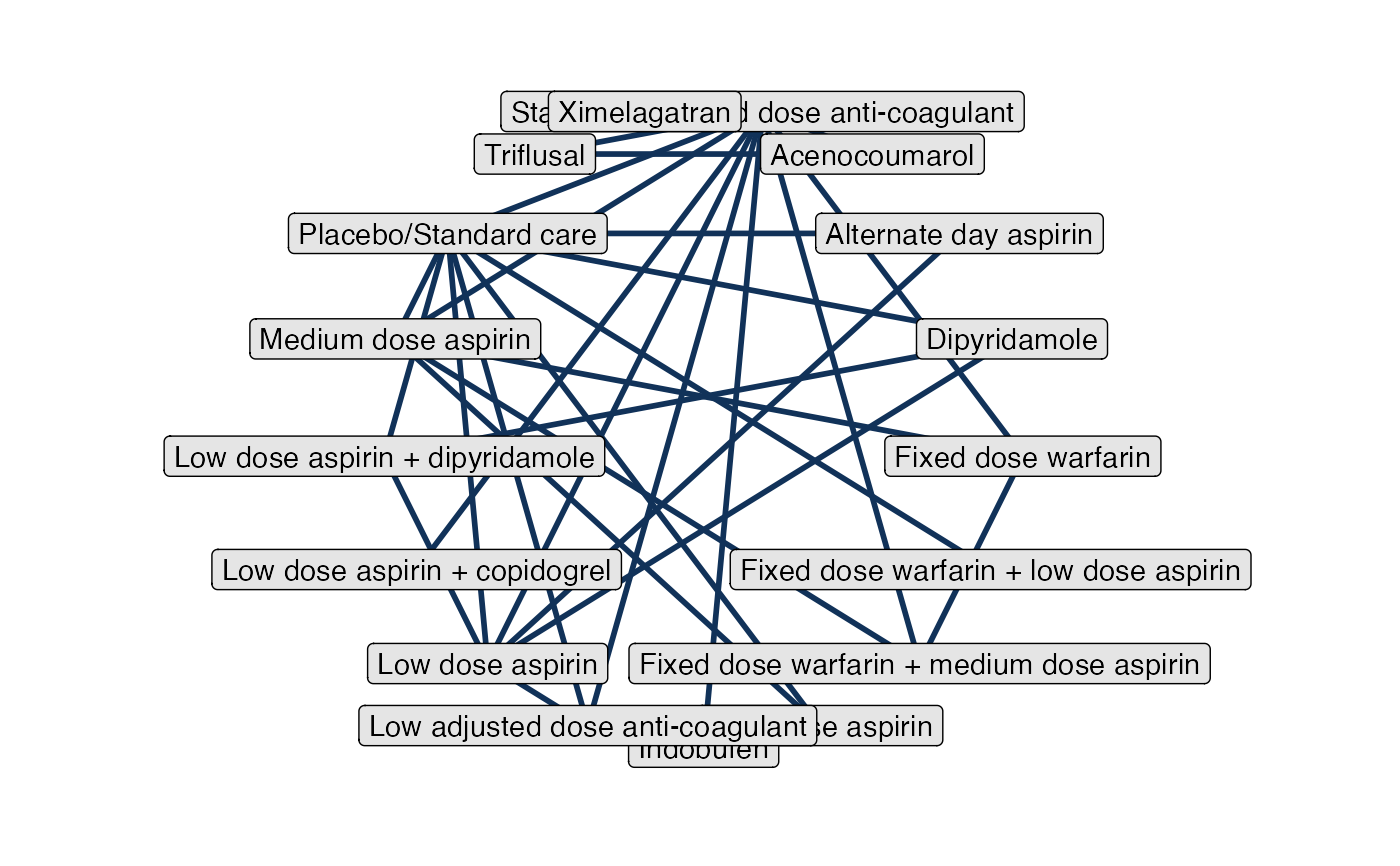 Ximelagatran
dose anti-coagulant
Triflusal
Acenocoumarol
Placebo/Standard care
Alternate day aspirin
Medium dose aspirin
Dipyridamole
Low dose aspirin + dipyridamole
Fixed dose warfarin
Low dose aspirin + copidogrel
Fixed dose warfarin + low dose aspirin
Low dose aspirin
Fixed dose warfarin + medium dose aspirin
Low adjusted dose anti-coagulant
aspirin
Indobufen